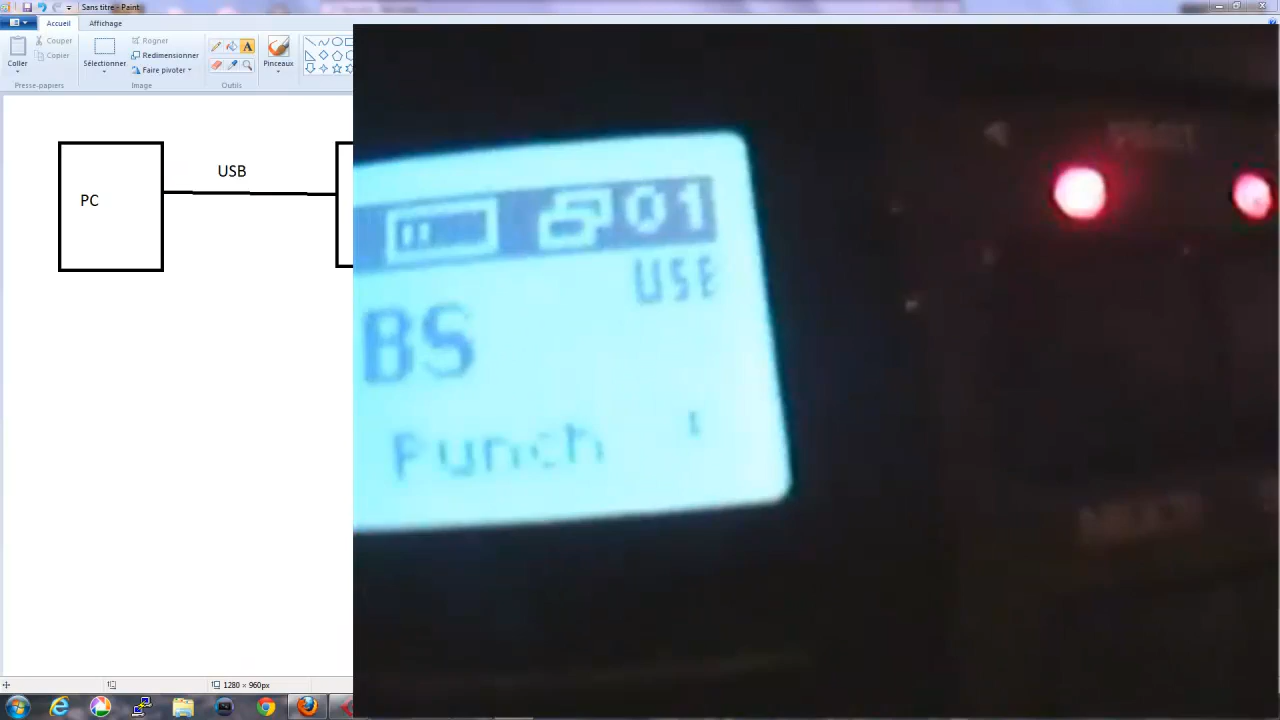 Sans titre - Paint
Accueil
Affichage
Coller
Couper
Copier
Presse-papiers
Sélectionner
Rogner
Redimensionner
Faire pivoter
Image
A
Outils
Pinceaux
PC
USB
01
USE
BS
Punch
1280 × 960px